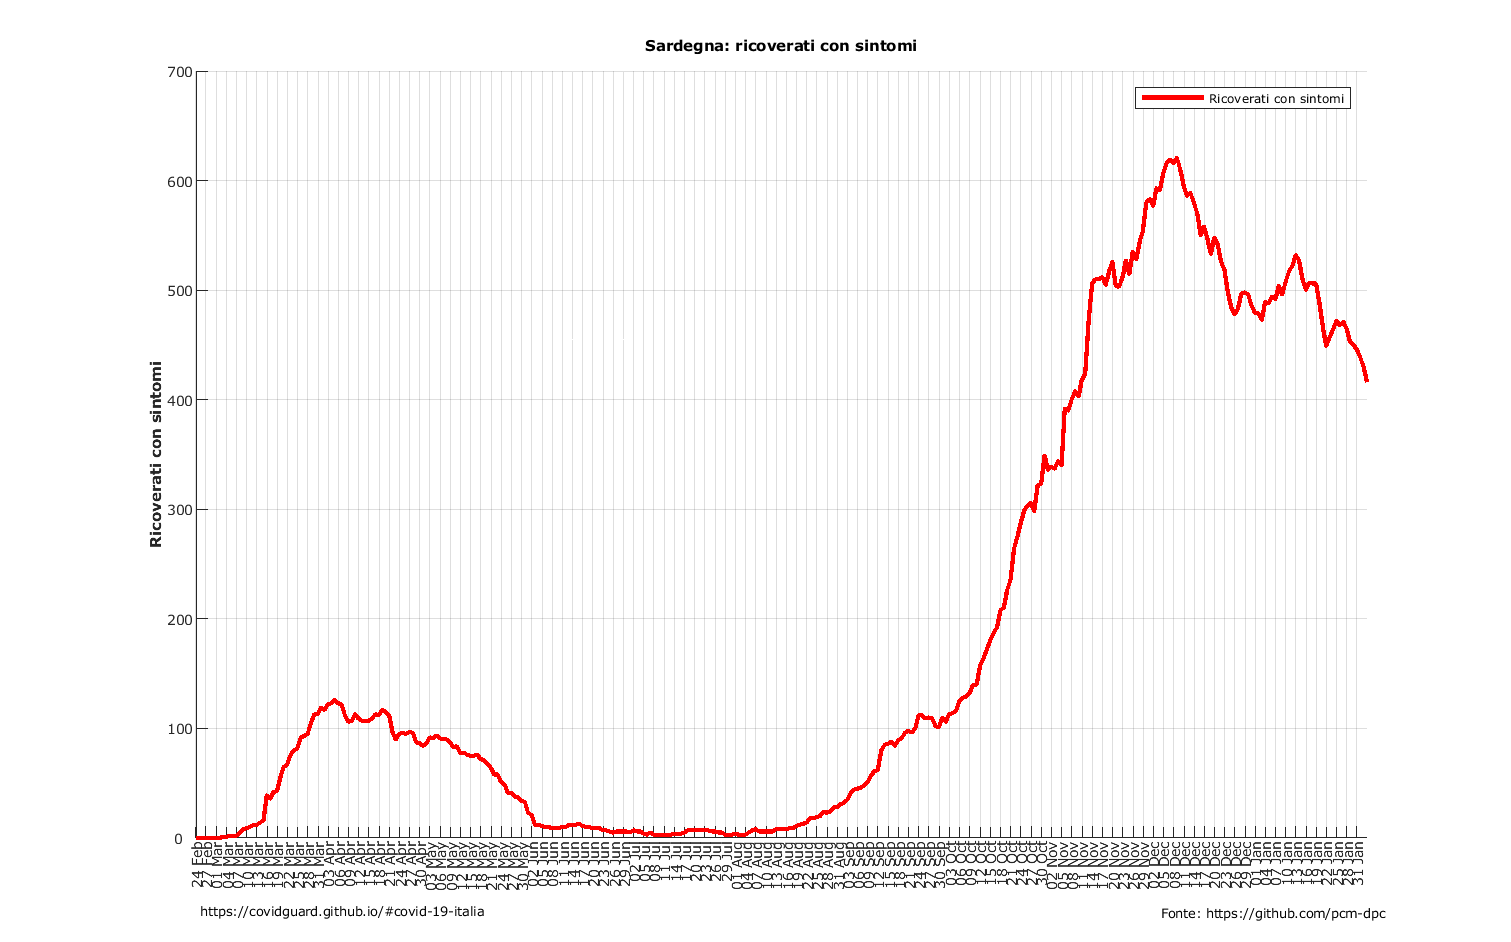 Sardegna: ricoverati con sintomi
Ricoverati con sintomi
700
600
500
400
300
200
100
0
Ricoverati con sintomi
24 Feb
27 Feb
01 Mar
04 Mar
07 Mar
10 Mar
13 Mar
16 Mar
19 Mar
22 Mar
25 Mar
28 Mar
31 Mar
03 Apr
06 Apr
09 Apr
12 Apr
15 Apr
18 Apr
21 Apr
24 Apr
27 Apr
30 Apr
03 May
06 May
09 May
12 May
15 May
18 May
21 May
24 May
27 May
30 May
02 Jun
05 Jun
08 Jun
11 Jun
14 Jun
17 Jun
20 Jun
23 Jun
26 Jun
29 Jun
02 Jul
05 Jul
08 Jul
11 Jul
14 Jul
17 Jul
20 Jul
23 Jul
26 Jul
29 Jul
01 Aug
04 Aug
07 Aug
10 Aug
13 Aug
16 Aug
19 Aug
22 Aug
25 Aug
28 Aug
31 Aug
03 Sep
06 Sep
09 Sep
12 Sep
15 Sep
18 Sep
21 Sep
24 Sep
27 Sep
30 Sep
03 Oct
06 Oct
09 Oct
12 Oct
15 Oct
18 Oct
21 Oct
24 Oct
27 Oct
30 Oct
02 Nov
05 Nov
08 Nov
11 Nov
14 Nov
17 Nov
20 Nov
23 Nov
26 Nov
29 Nov
02 Dec
05 Dec
08 Dec
11 Dec
14 Dec
17 Dec
20 Dec
23 Dec
26 Dec
29 Dec
01 Jan
04 Jan
07 Jan
10 Jan
13 Jan
16 Jan
19 Jan
22 Jan
25 Jan
28 Jan
31 Jan
https://covidguard.github.io/#covid-19-italia
Fonte: https://github.com/pcm-dpc